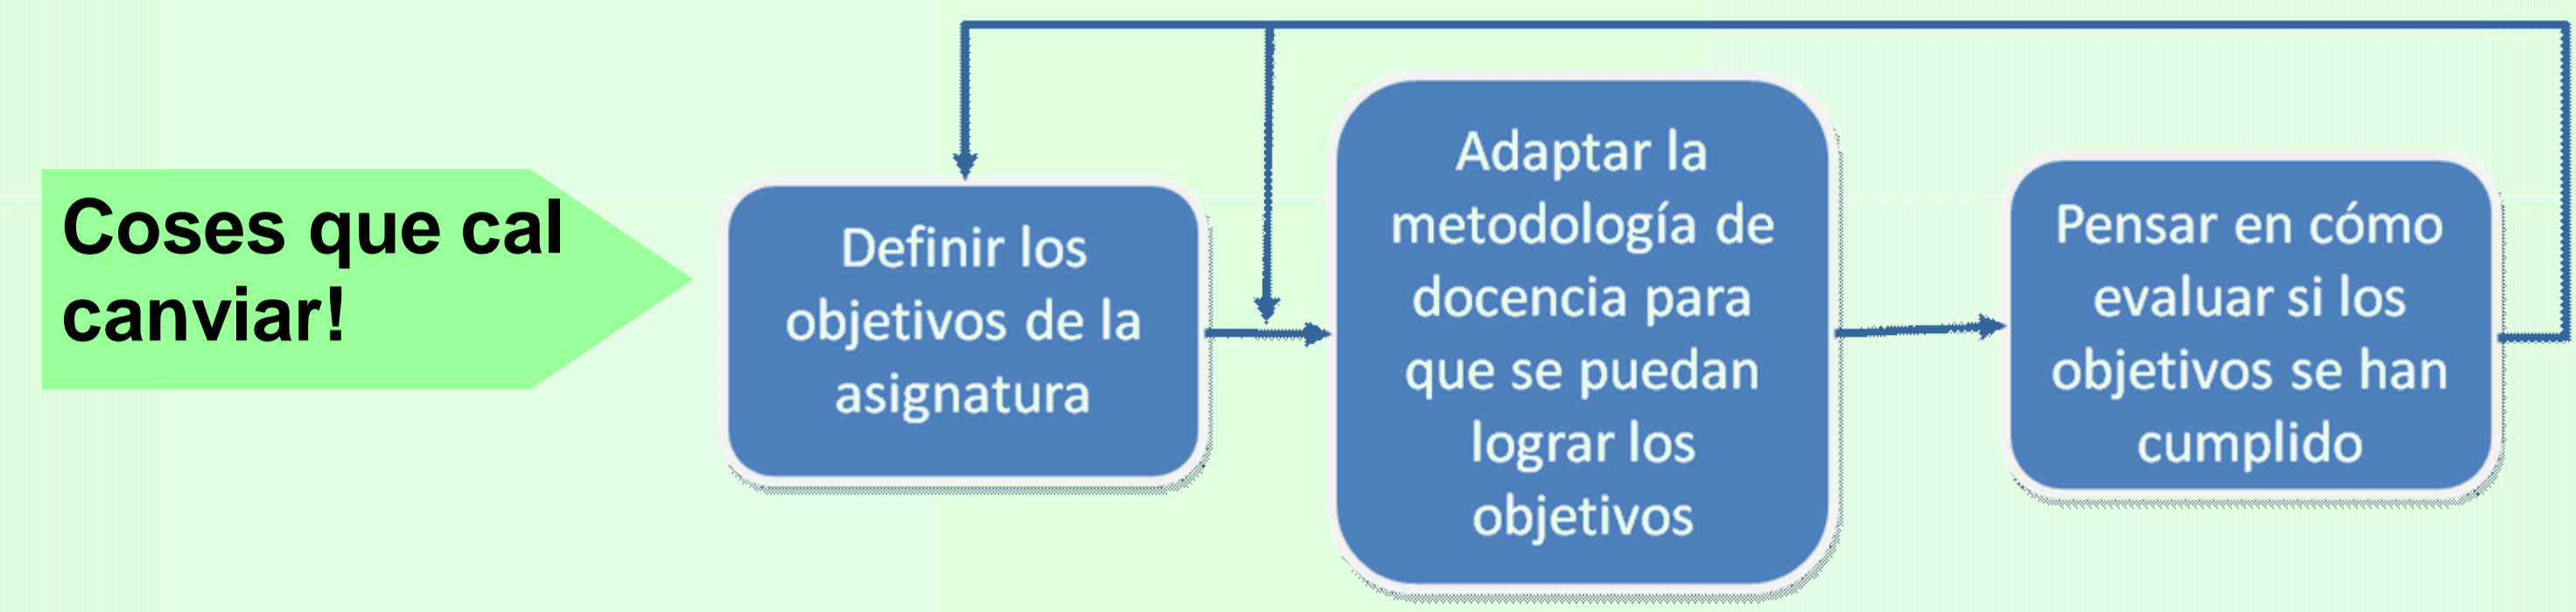 Coses que cal
canviar!
Definir los
objetivos de la
asignatura
Adaptar la
metodología de
docencia para
que se puedan
lograr los
objetivos
Pensar en cómo
evaluar si los
objetivos se han
cumplido